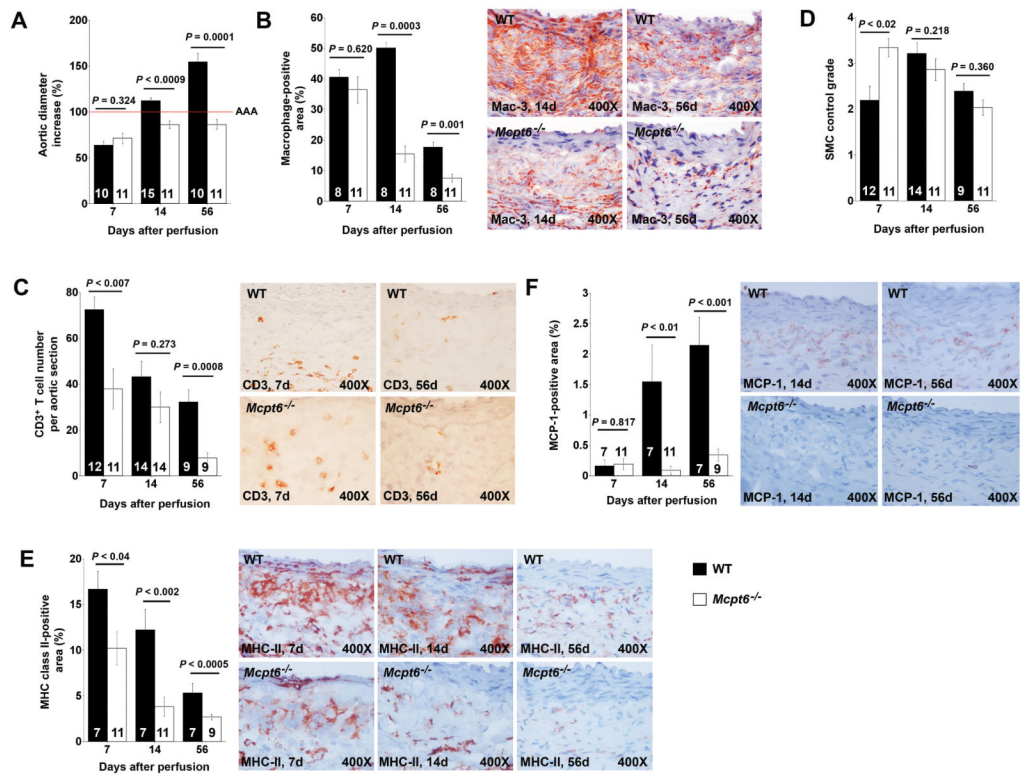 A
Aortic diameter
increase (%)
200
150
100
50
0
P = 0.324
P < 0.0009
P = 0.0001
AAA
10 11 15 11 10 11
7 14 56
Days after perfusion
B
Macrophage-positive
area (%)
60
50
40
30
20
10
0
P = 0.620
P = 0.0003
P = 0.001
8 11 8 11 8 11
7 14 56
Days after perfusion
WT
Mac-3, 14d 400X
WT
Mac-3, 56d 400X
Mcpt6-/-
Mac-3, 14d 400X
Mcpt6-/-
Mac-3, 56d 400X
D
SMC control grade
4
3
2
1
0
P < 0.02
P = 0.218
P = 0.360
12 11 14 11 9 11
7 14 56
Days after perfusion
C
CD3+ T cell number
per aortic section
80
60
40
20
0
P < 0.007
P = 0.273
P = 0.0008
12 11 14 14 9 9
7 14 56
Days after perfusion
WT
CD3, 7d 400X
WT
CD3, 56d 400X
Mcpt6-/-
CD3, 7d 400X
Mcpt6-/-
CD3, 56d 400X
F
MCP-1-positive area (%)
3
2.5
2
1.5
1
0.5
0
P = 0.817
P < 0.01
P < 0.001
7 11 7 11 7 9
7 14 56
Days after perfusion
WT
MCP-1, 14d 400X
WT
MCP-1, 56d 400X
Mcpt6-/-
MCP-1, 14d 400X
Mcpt6-/-
MCP-1, 56d 400X
E
MHC class II-positive
area (%)
20
15
10
5
0
P < 0.04
P < 0.002
P < 0.0005
7 11 7 11 7 9
7 14 56
Days after perfusion
WT
MHC-II, 7d 400X
WT
MHC-II, 14d 400X
WT
MHC-II, 56d 400X
Mcpt6-/-
MHC-II, 7d 400X
Mcpt6-/-
MHC-II, 14d 400X
Mcpt6-/-
MHC-II, 56d 400X
WT
Mcpt6-/-